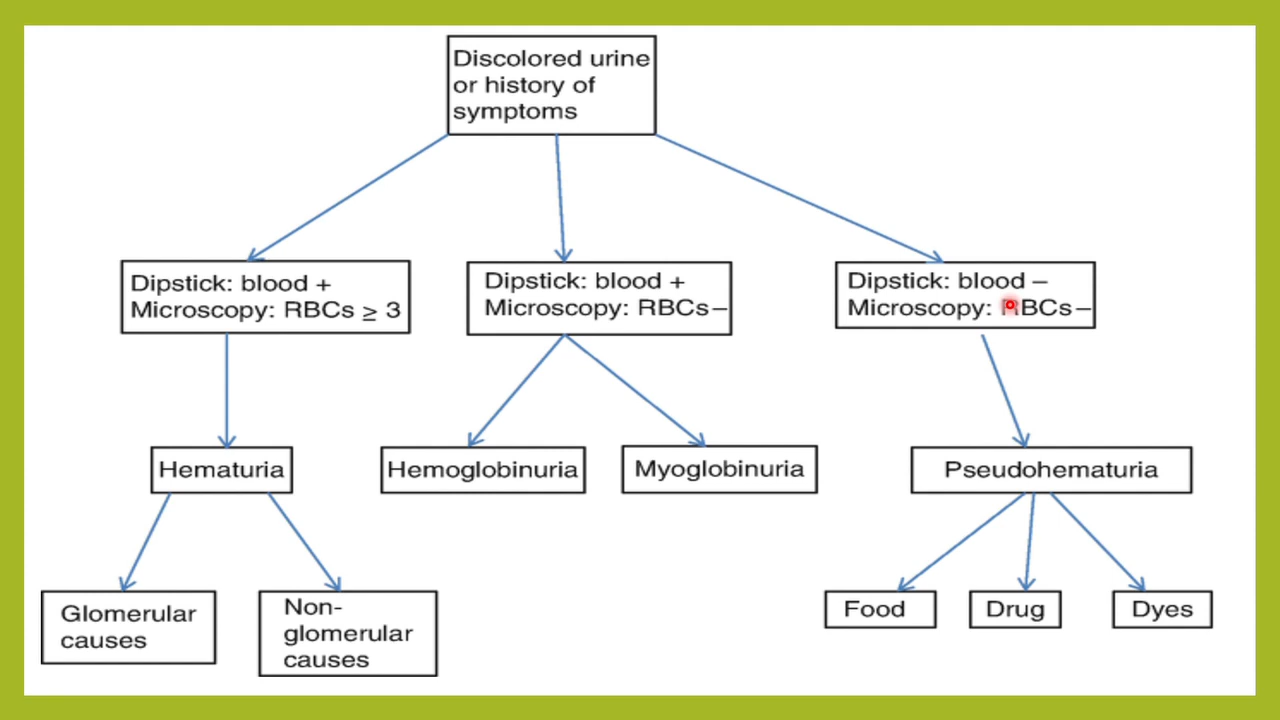 Discolored urine
or history of
symptoms
Dipstick: blood +
Microscopy: RBCs ≥ 3
Dipstick: blood +
Microscopy: RBCs–
Dipstick: blood –
Microscopy: RBCs–
Hematuria
Hemoglobinuria
Myoglobinuria
Pseudohematuria
Glomerular
causes
Non-
glomerular
causes
Food
Drug
Dyes